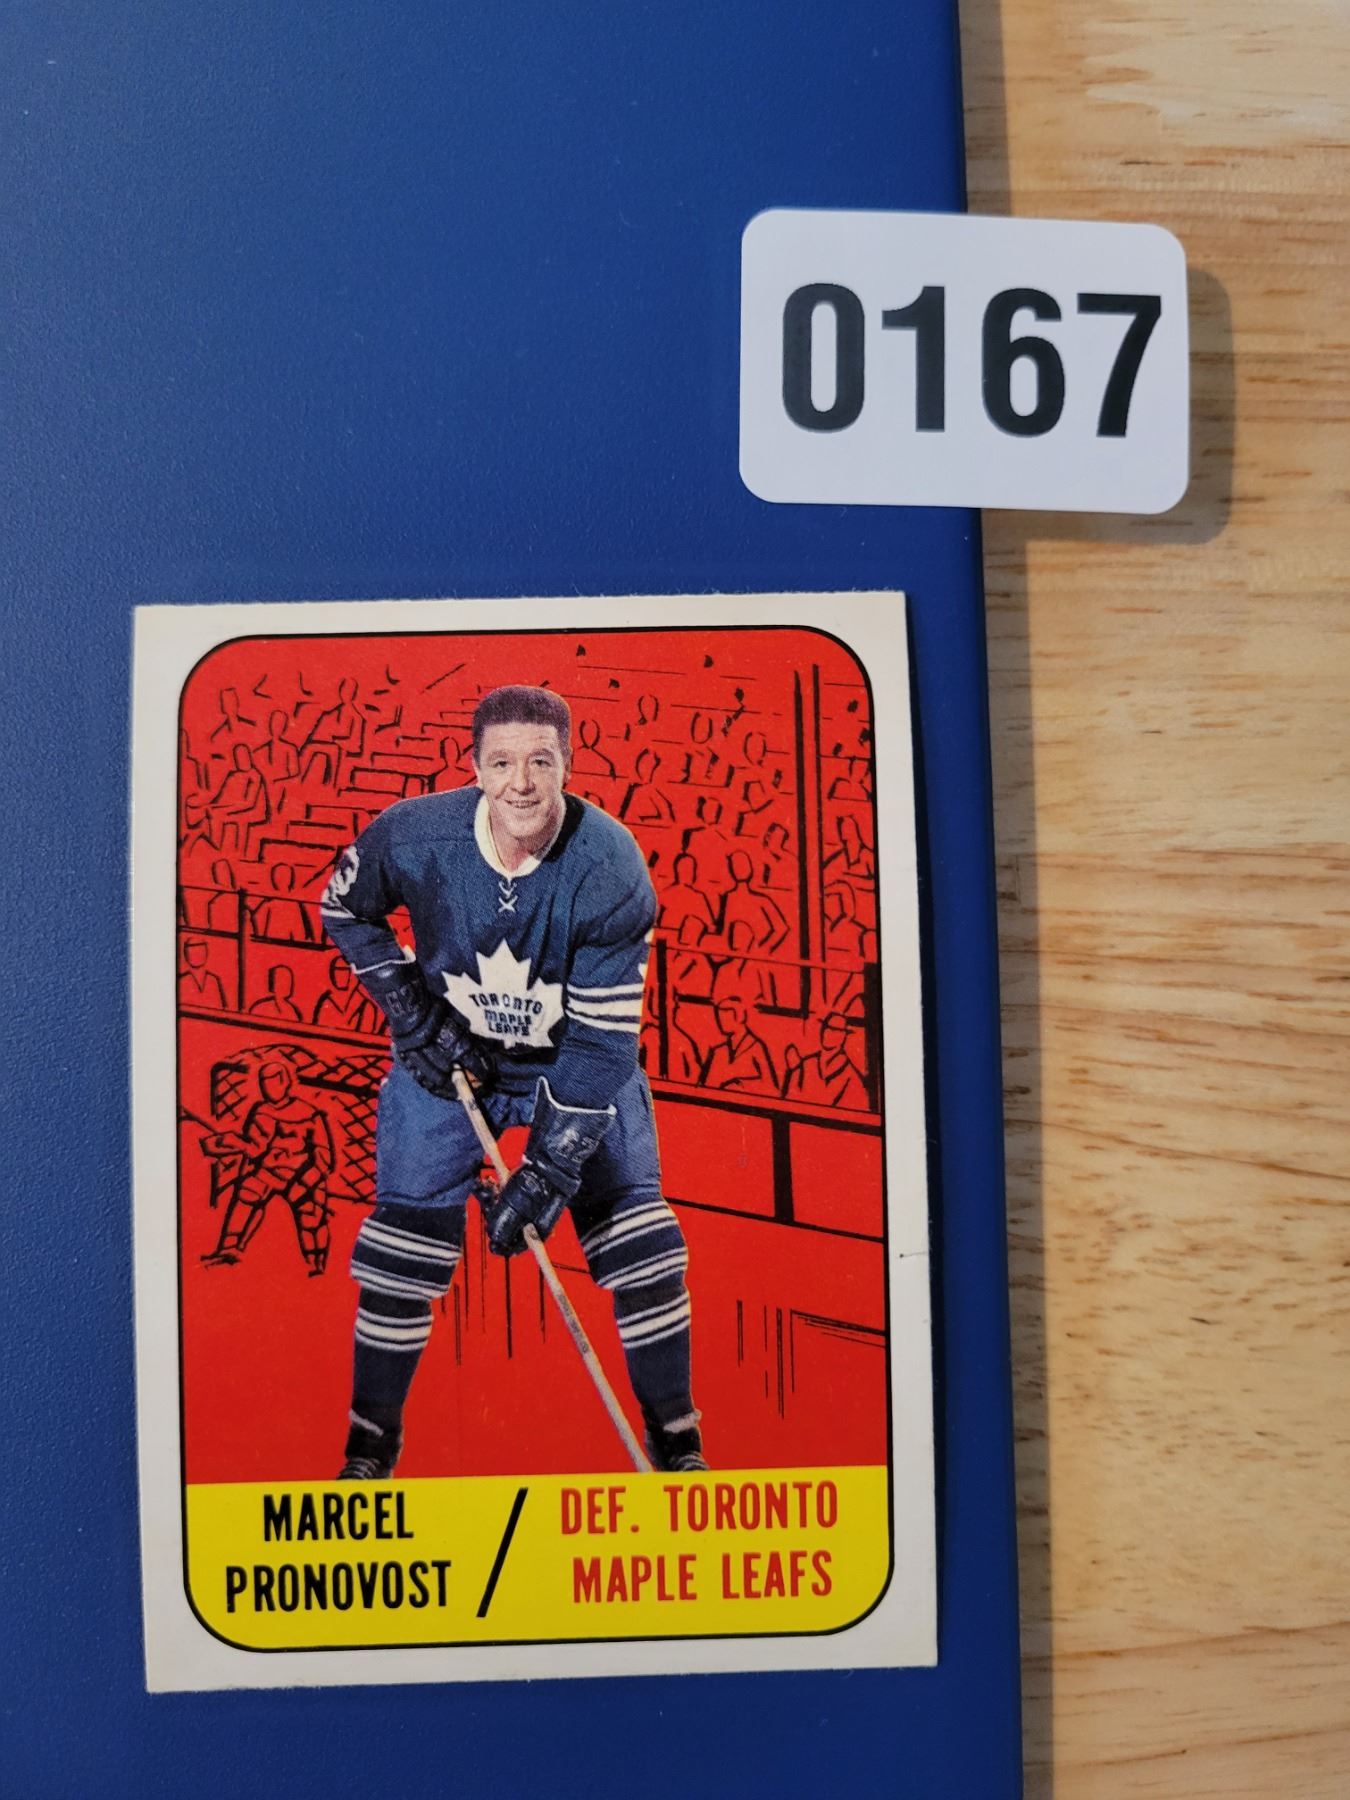 0167
TORONTO
MAPLE
LEAFS
MARCEL
PRONOVOST
/
DEF. TORONTO
MAPLE LEAFS